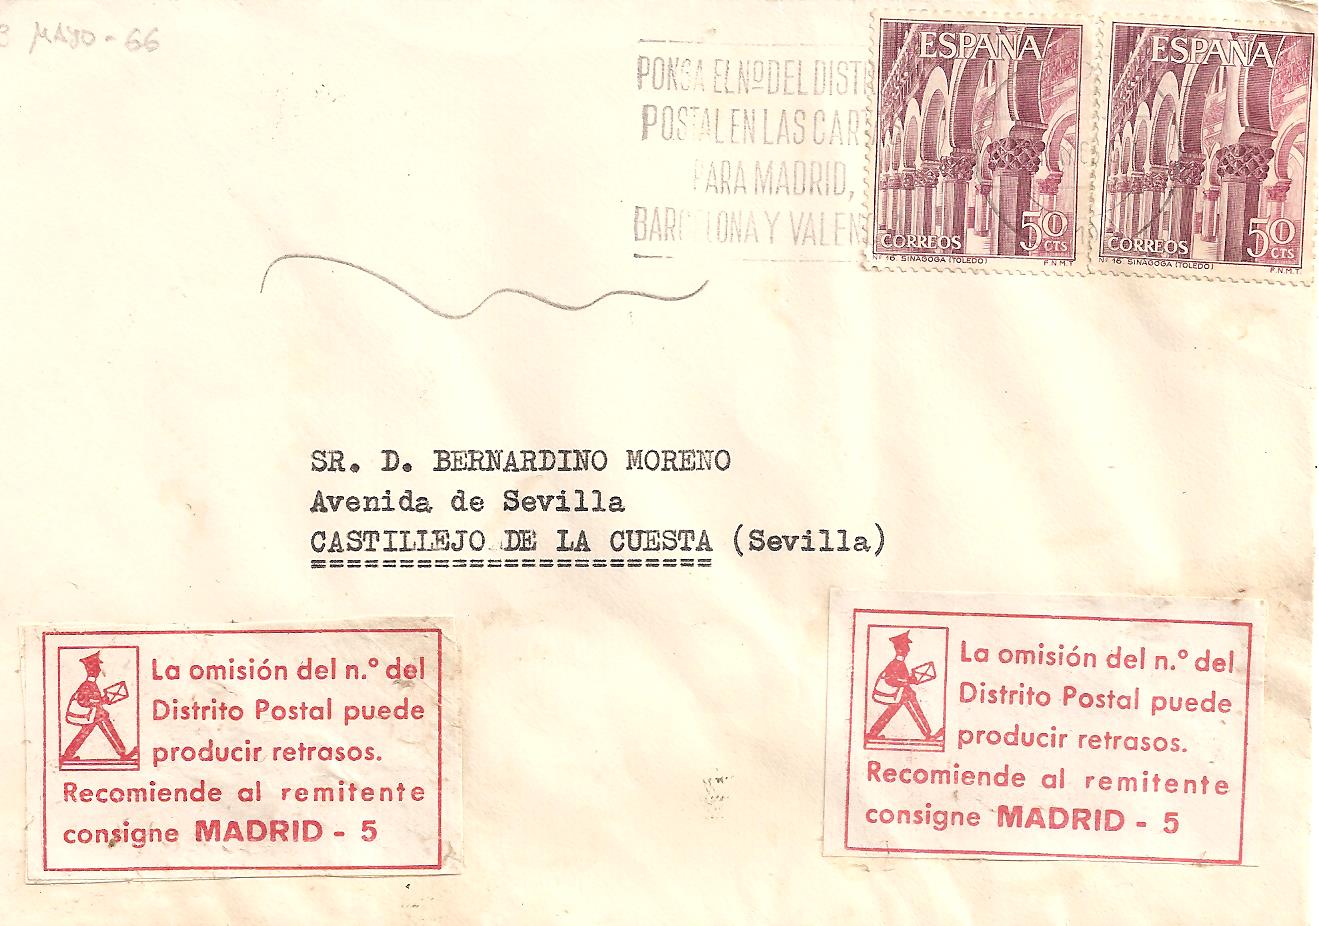 3 MAYO - 66
PONGA EL Nº DEL DISTR
POSTAL EN LAS CART
PARA MADRID,
BARCELONA Y VALENC
ESPAÑA
CORREOS
50
CTS
Nº 16. SINAGOGA (TOLEDO)
F.N.M.T
ESPAÑA
CORREOS
50
CTS
Nº 16. SINAGOGA (TOLEDO)
F.N.M.T
SR. D. BERNARDINO MORENO
Avenida de Sevilla
CASTILLEJO DE LA CUESTA (Sevilla)
La omisión del n.º del
Distrito Postal puede
producir retrasos.
Recomiende al remitente
consigne MADRID - 5
La omisión del n.º del
Distrito Postal puede
producir retrasos.
Recomiende al remitente
consigne MADRID - 5